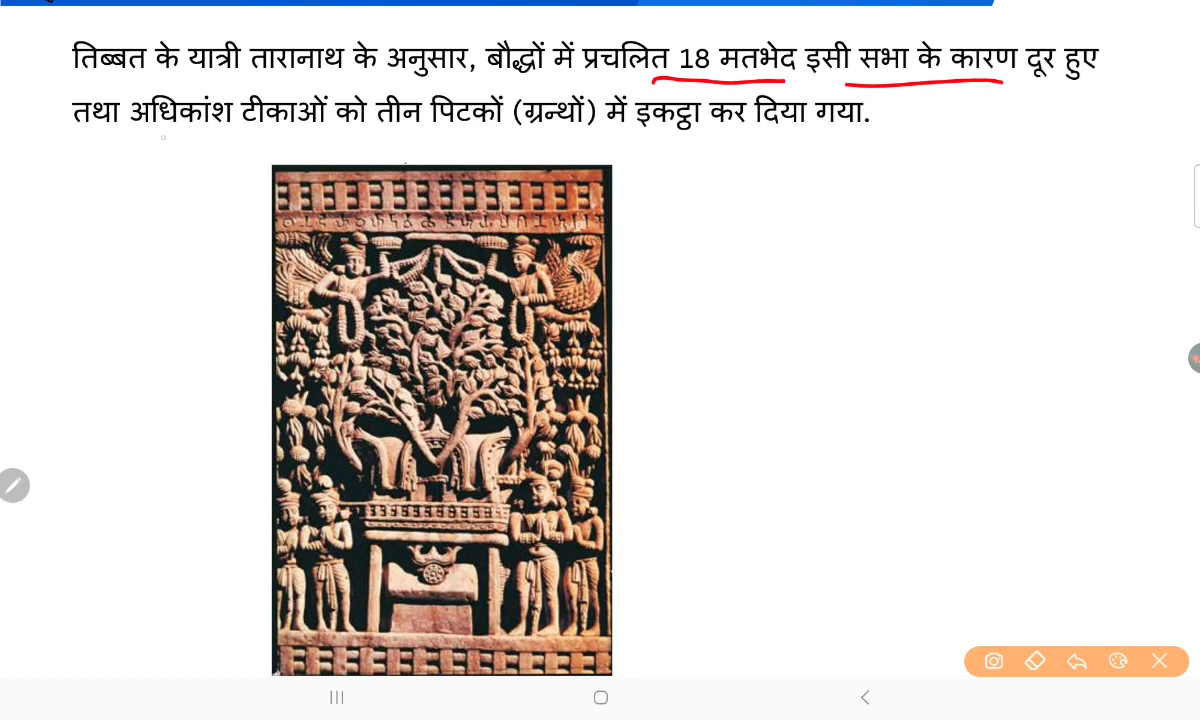 तिब्बत के यात्री तारानाथ के अनुसार, बौद्धों में प्रचलित 18 मतभेद इसी सभा के कारण दूर हुए
तथा अधिकांश टीकाओं को तीन पिटकों (ग्रन्थों) में इकट्ठा कर दिया गया.